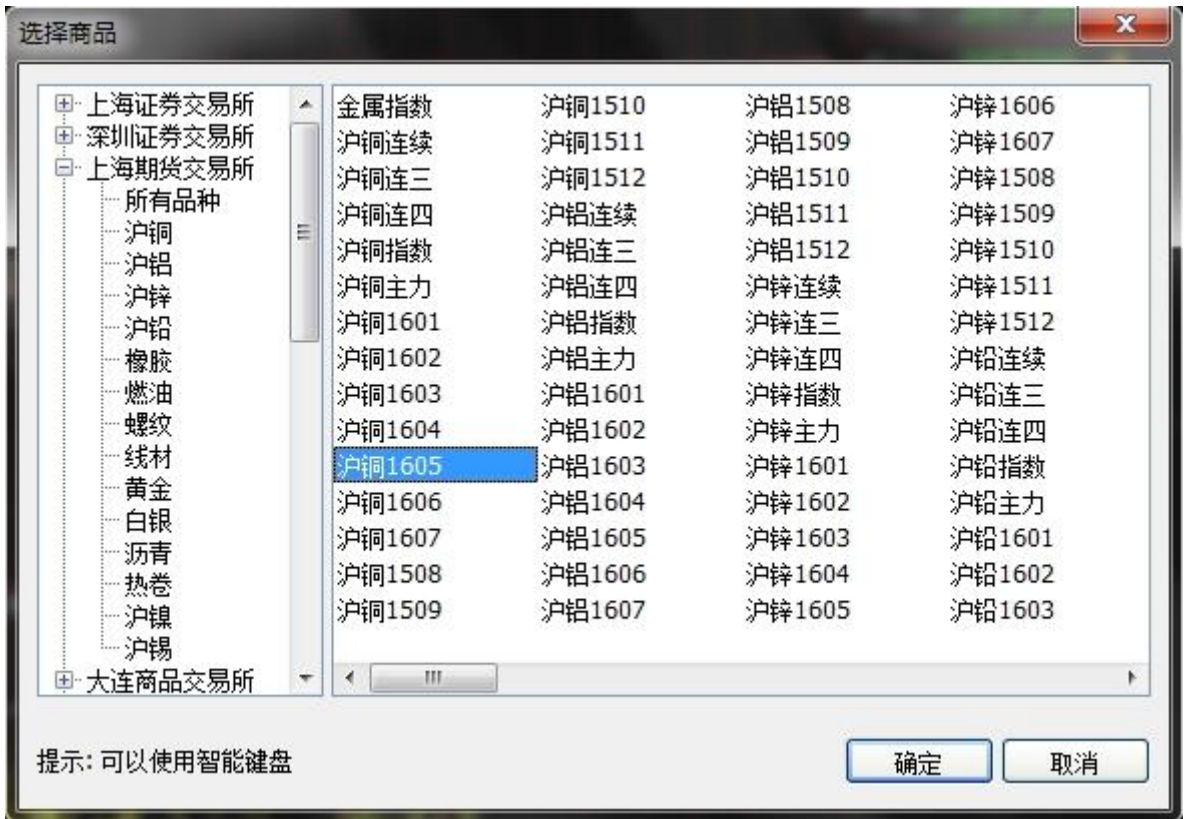 选择商品
上海证券交易所
深圳证券交易所
上海期货交易所
所有品种
沪铜
沪铝
沪锌
沪铅
橡胶
燃油
螺纹
线材
黄金
白银
沥青
热卷
沪镍
沪锡
大连商品交易所
金属指数 沪铜1510 沪铝1508 沪锌1606
沪铜连续 沪铜1511 沪铝1509 沪锌1607
沪铜连三 沪铜1512 沪铝1510 沪锌1508
沪铜连四 沪铝连续 沪铝1511 沪锌1509
沪铜指数 沪铝连三 沪铝1512 沪锌1510
沪铜主力 沪铝连四 沪锌连续 沪锌1511
沪铜1601 沪铝指数 沪锌连三 沪锌1512
沪铜1602 沪铝主力 沪锌连四 沪铅连续
沪铜1603 沪铝1601 沪锌指数 沪铅连三
沪铜1604 沪铝1602 沪锌主力 沪铅连四
沪铜1605 沪铝1603 沪锌1601 沪铅指数
沪铜1606 沪铝1604 沪锌1602 沪铅主力
沪铜1607 沪铝1605 沪锌1603 沪铅1601
沪铜1508 沪铝1606 沪锌1604 沪铅1602
沪铜1509 沪铝1607 沪锌1605 沪铅1603
提示: 可以使用智能键盘
确定 取消